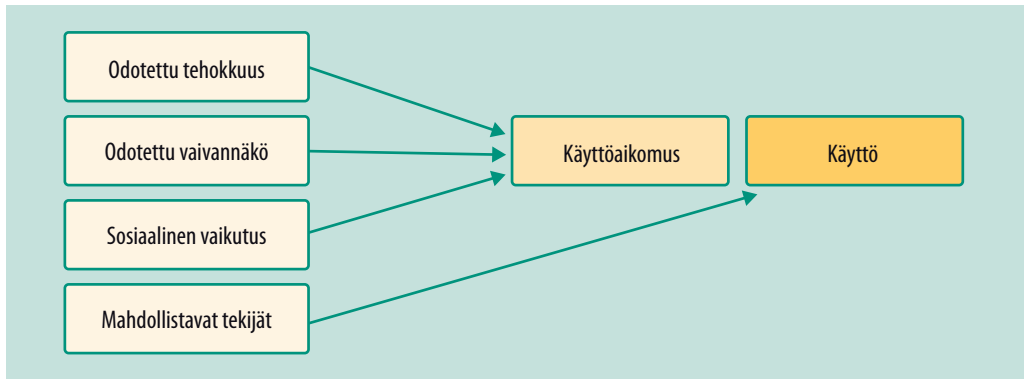 Odotettu tehokkuus
Odotettu vaivannäkö
Sosiaalinen vaikutus
Mahdollistavat tekijät
Käyttöaikomus
Käyttö